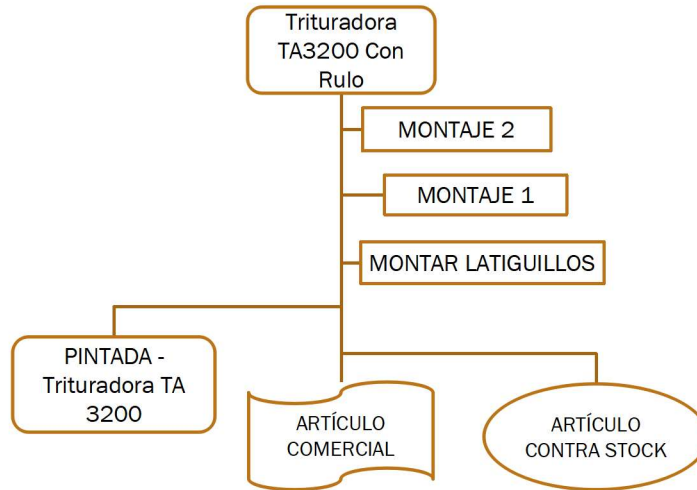 Trituradora
TA3200 Con
Rulo
MONTAJE 2
MONTAJE 1
MONTAR LATIGUILLOS
PINTADA -
Trituradora TA
3200
ARTÍCULO
COMERCIAL
ARTÍCULO
CONTRA STOCK